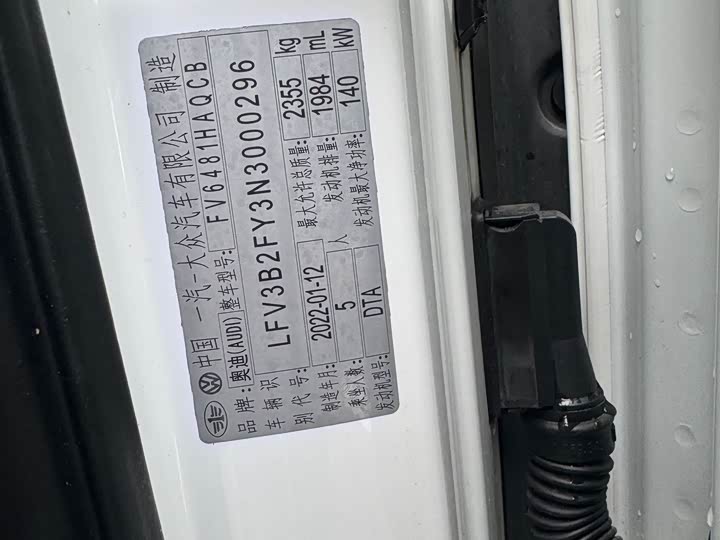 中国 一汽-大众汽车有限公司 制造
品牌:奥迪(AUDI) 整车型号: FV6481HAQCB
车辆识别代号: LFV3B2FY3N3000296
制造年月: 2022-01-12 最大允许总质量: 2355 kg
乘坐人数: 5 人 发动机排量: 1984 mL
发动机型号: DTA 发动机最大净功率: 140 kW